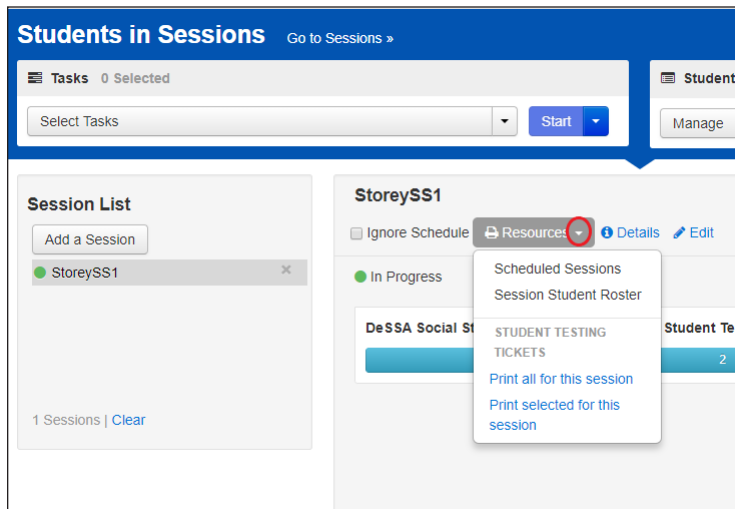 Students in Sessions Go to Sessions »
Tasks 0 Selected
Student
Select Tasks
Start
Manage
Session List
Add a Session
StoreySS1
1 Sessions | Clear
StoreySS1
Ignore Schedule
Resources
Details
Edit
In Progress
Scheduled Sessions
Session Student Roster
STUDENT TESTING
TICKETS
Print all for this session
Print selected for this
session
DeSSA Social St
Student Te
2